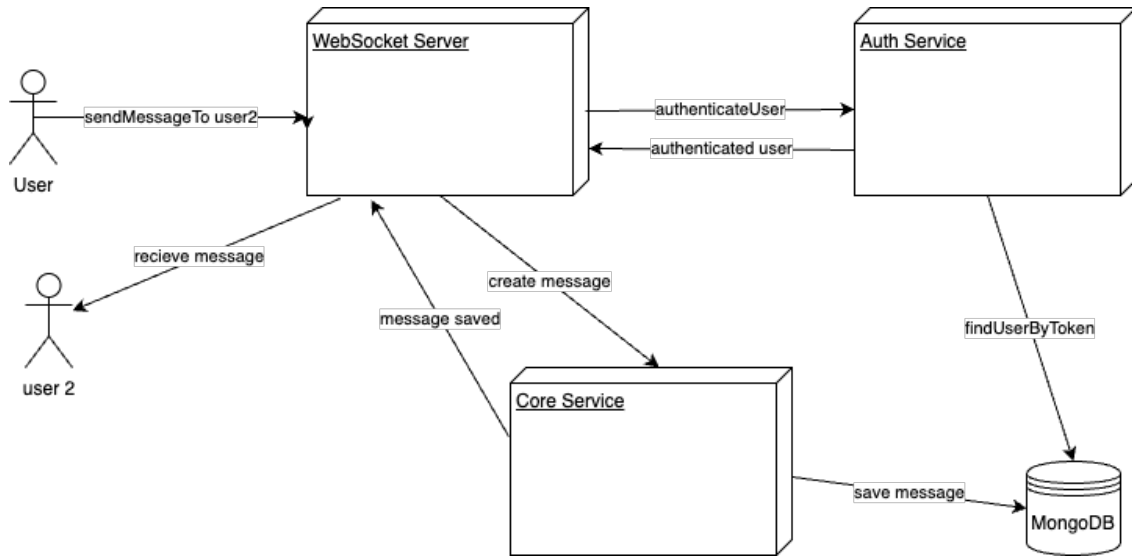 WebSocket Server
Auth Service
sendMessageTo user2
authenticateUser
authenticated user
User
recieve message
create message
message saved
findUserByToken
user 2
Core Service
save message
MongoDB